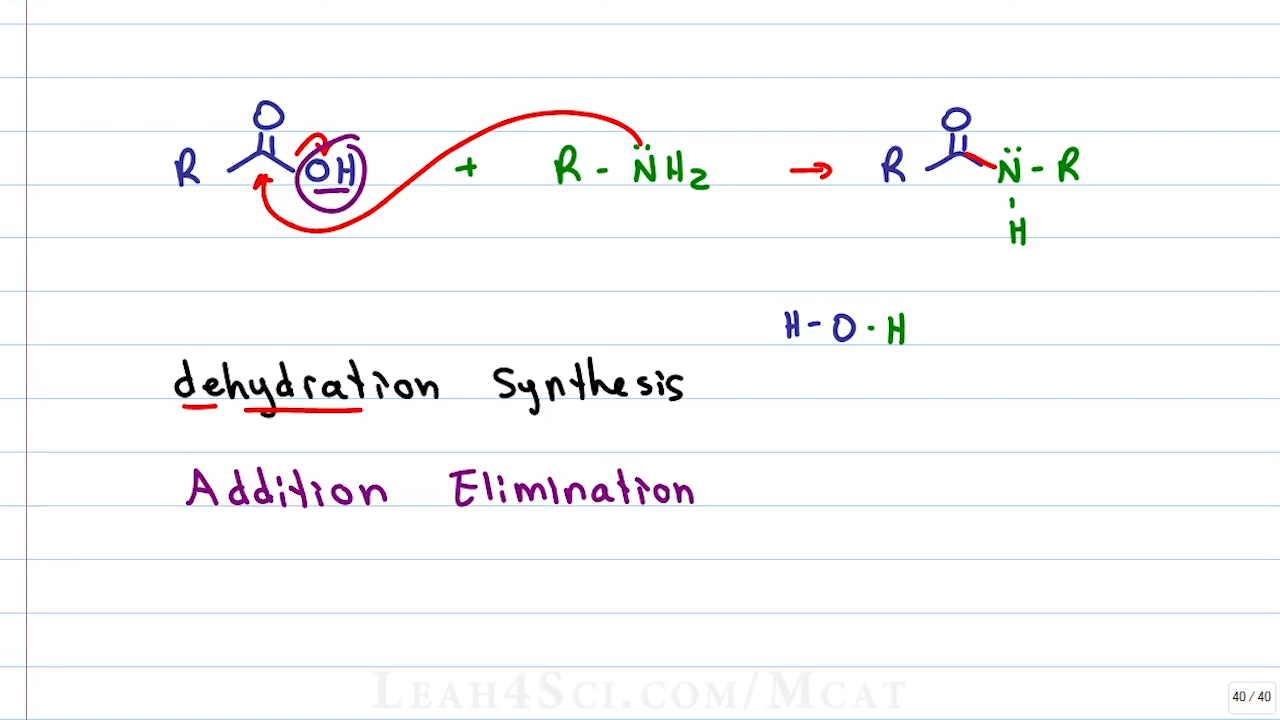 O O
R OH + R - N̈H₂ → R N̈ - R
H
H - O - H
dehydration Synthesis
Addition Elimination
LEAH4SCI.COM/MCAT
40 / 40